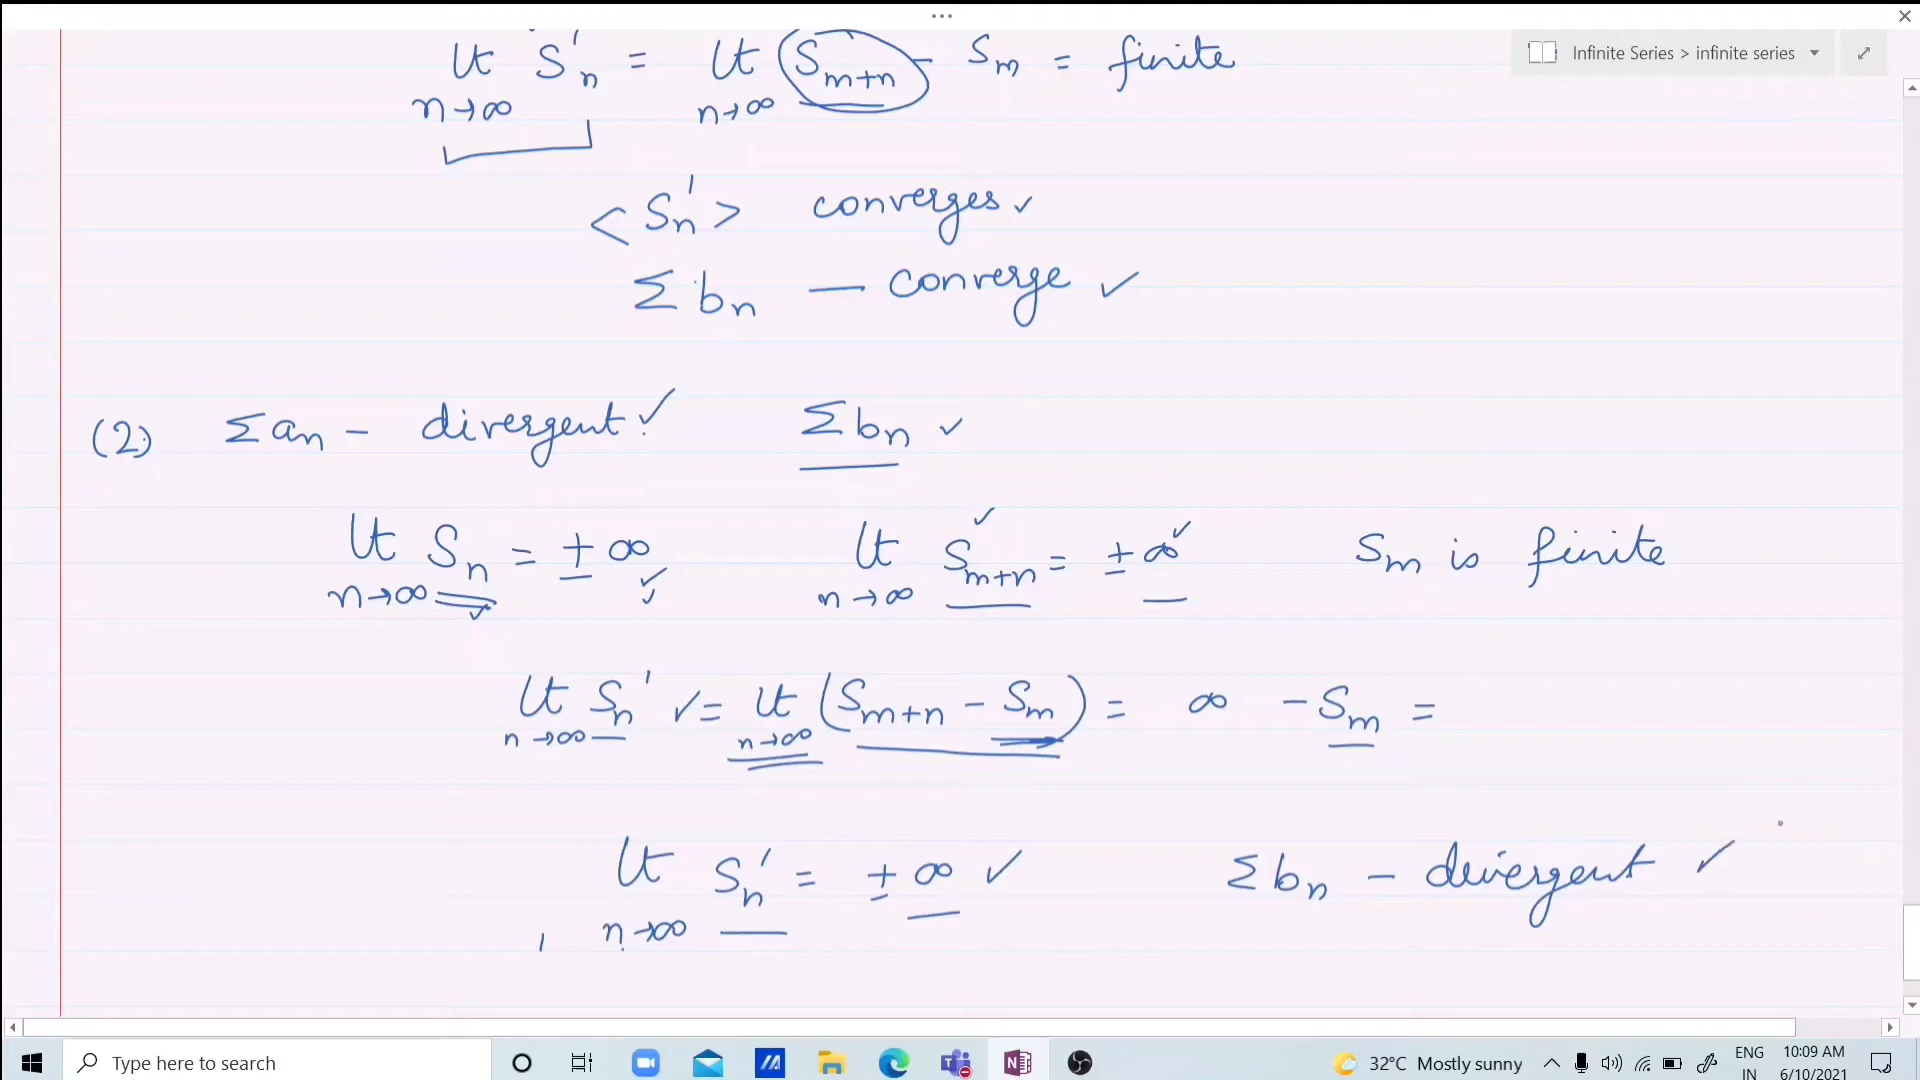 ...
Infinite Series > infinite series
lt S'n = lt Sm+n - Sm = finite
n→∞ n→∞
<S'n> converges ✓
Σ bn — converge ✓
(2) Σ an - divergent ✓ Σ bn ✓
lt Sn = ± ∞ ✓ lt Sm+n = ± ∞ ✓ Sm is finite
n→∞ n→∞
lt Sn' ✓ = lt (Sm+n - Sm) = ∞ - Sm =
n→∞ n→∞
lt Sn' = ± ∞ ✓ Σ bn - divergent ✓
n→∞
Type here to search
32°C Mostly sunny
ENG
IN
10:09 AM
6/10/2021